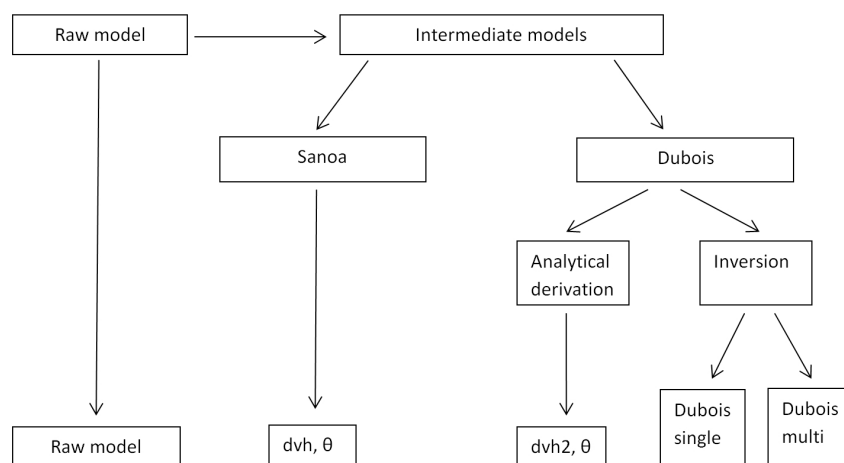 Raw model
Intermediate models
Sanoa
Dubois
Analytical
derivation
Inversion
Raw model
dvh, θ
dvh2, θ
Dubois
single
Dubois
multi